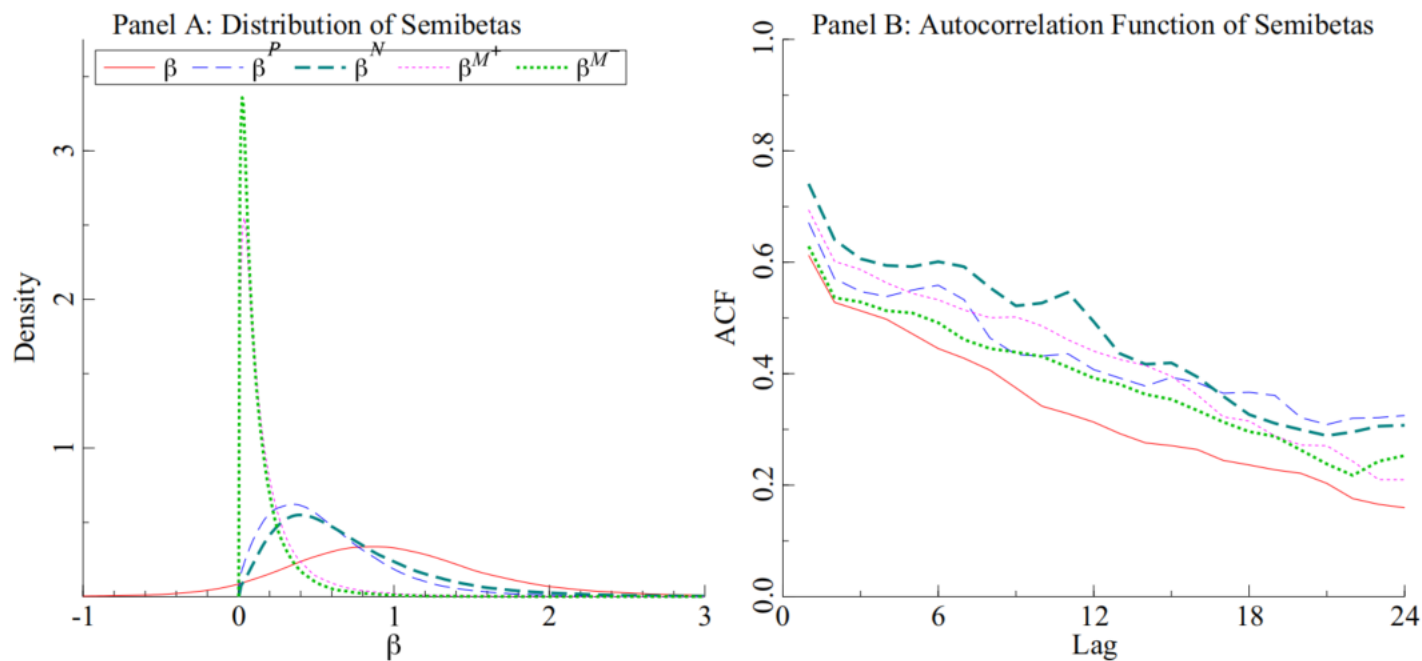 Panel A: Distribution of Semibetas
β β^P β^N β^{M+} β^{M−}
Density
3
2
1
-1 0 1 2 3
β
Panel B: Autocorrelation Function of Semibetas
ACF
1.0
0.8
0.6
0.4
0.2
0.0
0 6 12 18 24
Lag